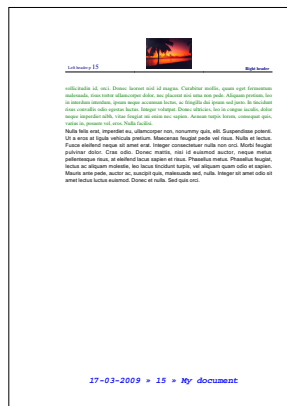 Left header p 15
Right header
sollicitudin id, orci. Donec laoreet nisl id magna. Curabitur mollis, quam eget fermentum
malesuada, risus tortor ullamcorper dolor, nec placerat nisi urna non pede. Aliquam pretium, leo
in interdum interdum, ipsum neque accumsan lectus, ac fringilla dui ipsum sed justo. In tincidunt
risus convallis odio egestas luctus. Integer volutpat. Donec ultricies, leo in congue iaculis, dolor
neque imperdiet nibh, vitae feugiat mi enim nec sapien. Aenean turpis lorem, consequat quis,
varius in, posuere vel, eros. Nulla facilisi.
Nulla felis erat, imperdiet eu, ullamcorper non, nonummy quis, elit. Suspendisse potenti.
Ut a eros at ligula vehicula pretium. Maecenas feugiat pede vel risus. Nulla et lectus.
Fusce eleifend neque sit amet erat. Integer consectetuer nulla non orci. Morbi feugiat
pulvinar dolor. Cras odio. Donec mattis, nisi id euismod auctor, neque metus
pellentesque risus, at eleifend lacus sapien et risus. Phasellus metus. Phasellus feugiat,
lectus ac aliquam molestie, leo lacus tincidunt turpis, vel aliquam quam odio et sapien.
Mauris ante pede, auctor ac, suscipit quis, malesuada sed, nulla. Integer sit amet odio sit
amet lectus luctus euismod. Donec et nulla. Sed quis orci.
17-03-2009 » 15 » My document